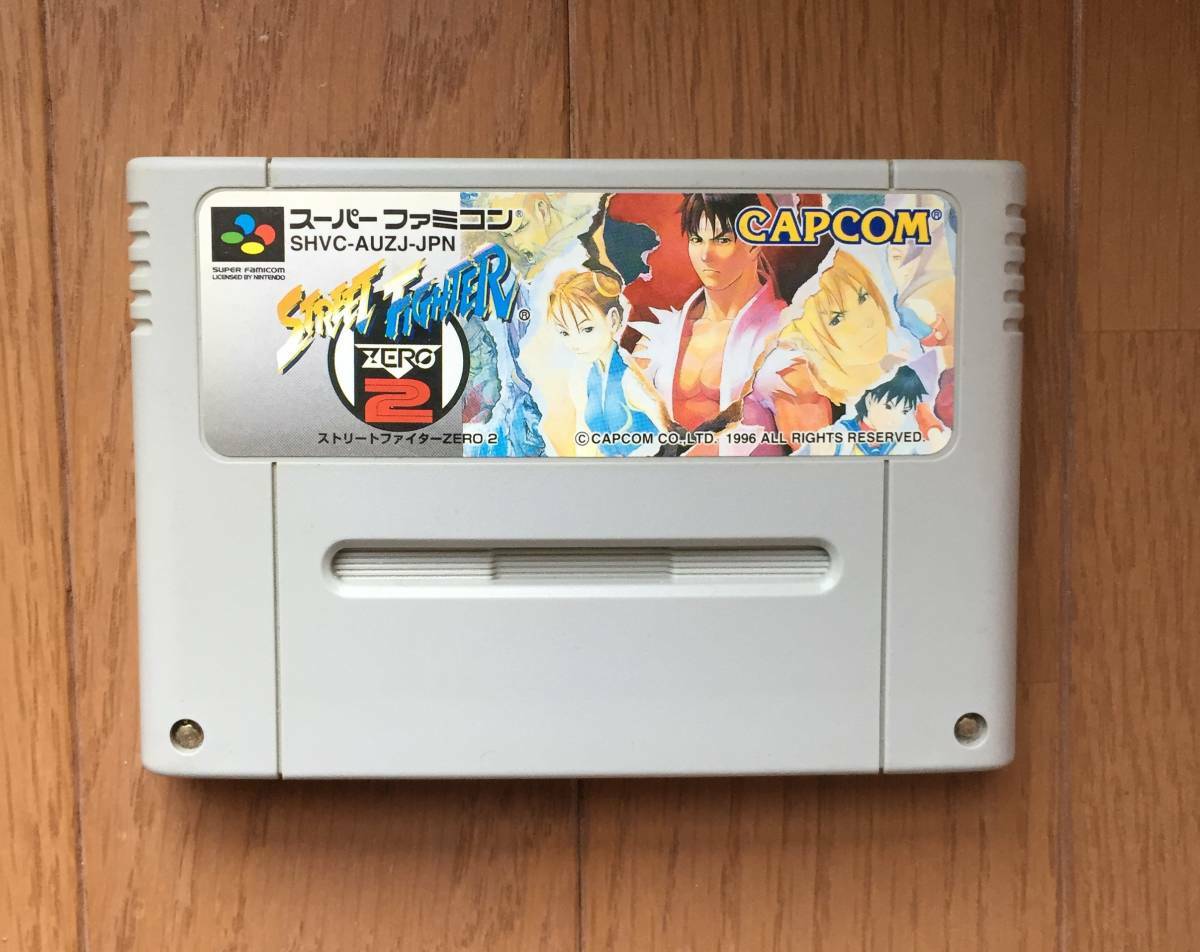 スーパーファミコン®
SHVC-AUZJ-JPN
SUPER FAMICOM
LICENSED BY NINTENDO
CAPCOM®
STREET FIGHTER®
ZERO
2
ストリートファイターZERO 2
©CAPCOM CO.,LTD. 1996 ALL RIGHTS RESERVED.